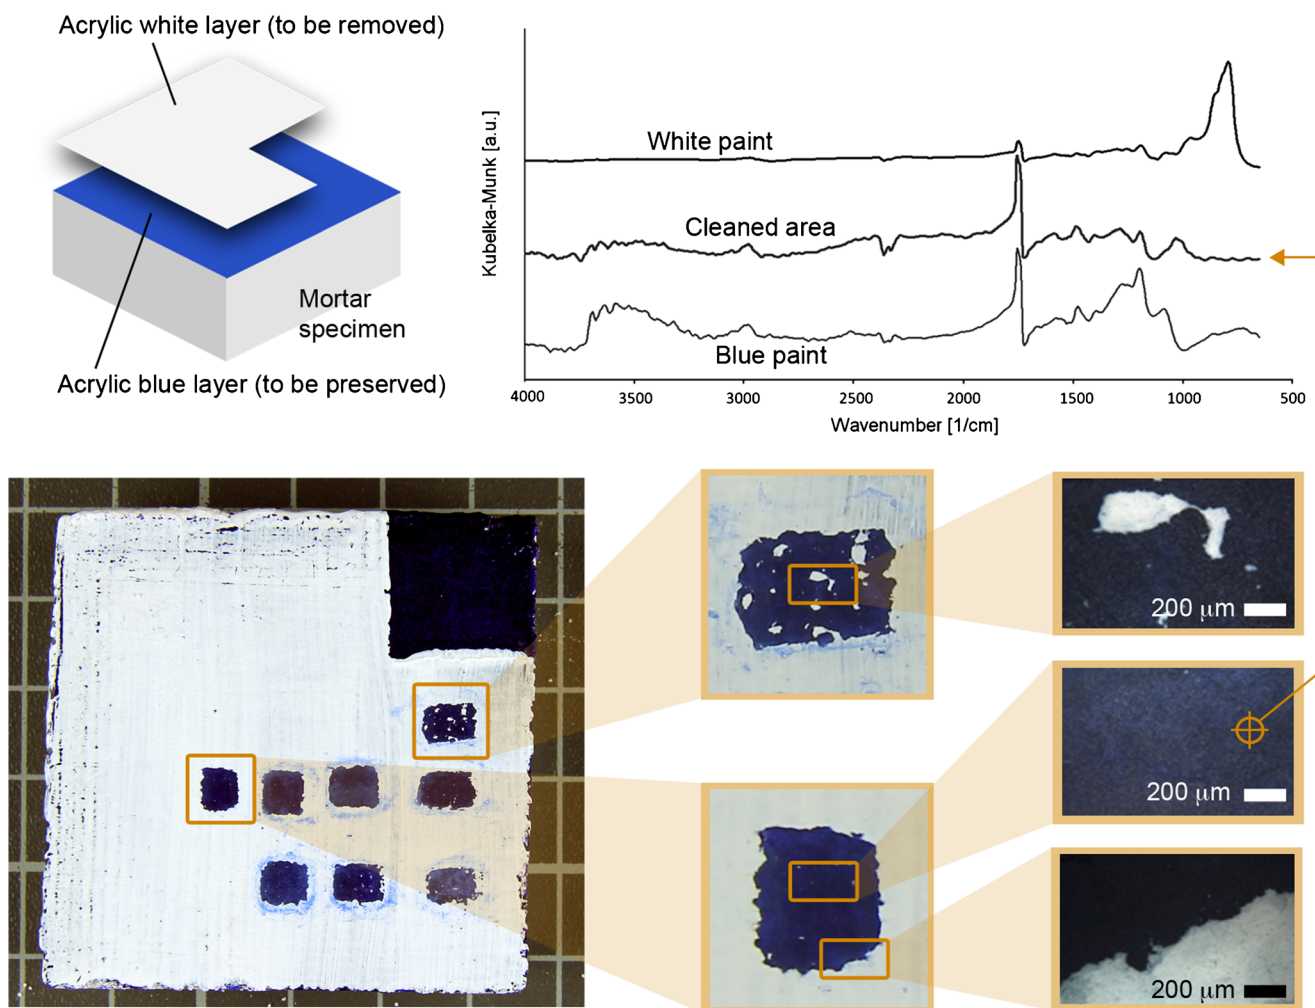 Acrylic white layer (to be removed)
Mortar
specimen
Acrylic blue layer (to be preserved)
Kubelka-Munk [a.u.]
White paint
Cleaned area
Blue paint
4000 3500 3000 2500 2000 1500 1000 500
Wavenumber [1/cm]
200 μm
200 μm
200 μm